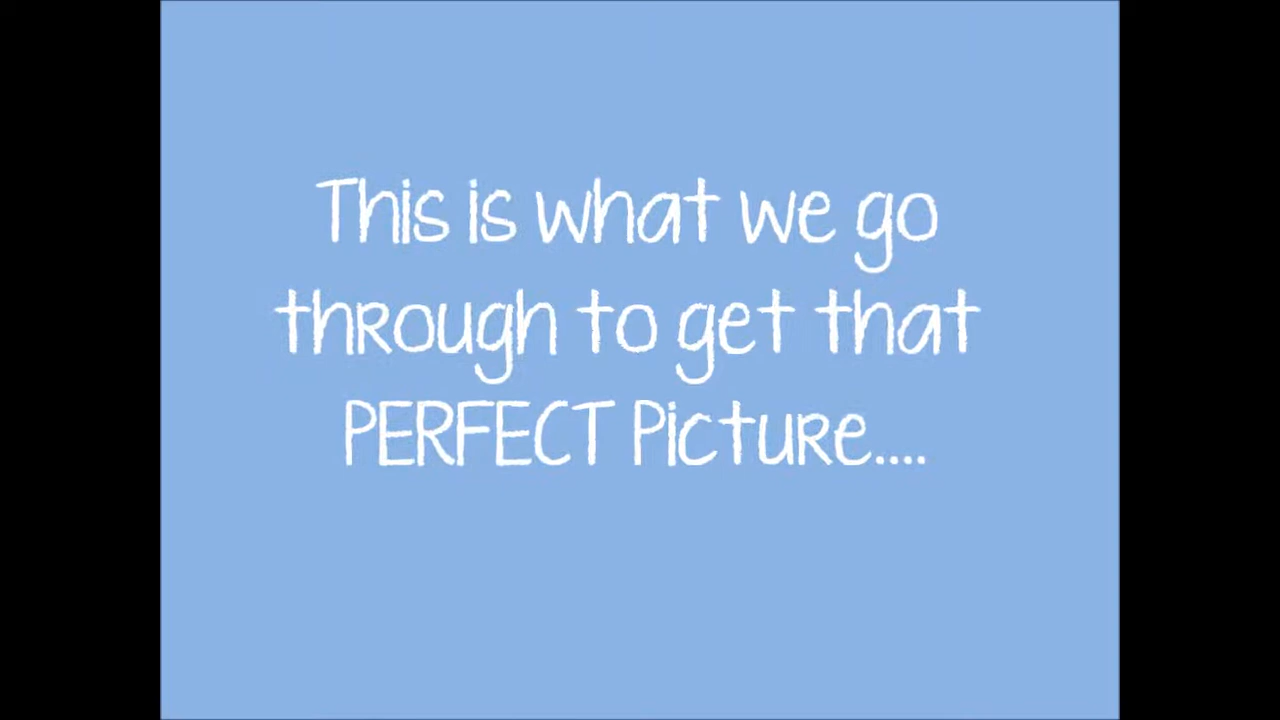 This is what we go
through to get that
PERFECT Picture....